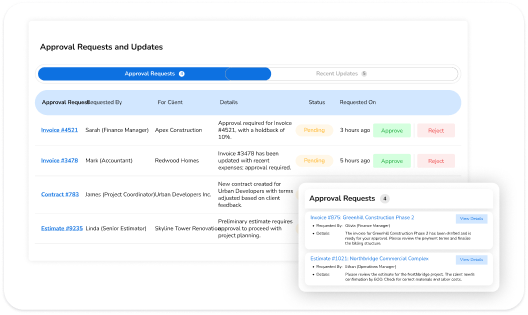 Approval Requests and Updates
Approval Requests
Recent Updates
Approval Request Requested By For Client Details Status Requested On
Invoice #4521 Sarah (Finance Manager) Apex Construction Approval required for Invoice
#4521, with a holdback of
10%. Pending 3 hours ago Approve Reject
Invoice #3478 Mark (Accountant) Redwood Homes Invoice #3478 has been
updated with recent
expenses; approval required. Pending 5 hours ago Approve Reject
Contract #783 James (Project Coordinator) Urban Developers Inc. New contract created for
Urban Developers with terms
adjusted based on client
feedback.
Estimate #9235 Linda (Senior Estimator) Skyline Tower Renovation Preliminary estimate requires
approval to proceed with
project planning.
Approval Requests 4
Invoice #075: Greenhill Construction Phase 2 View Details
Requested By: Olivia (Finance Manager)
Details: The invoice for Greenhill Construction Phase 2 has been drafted and is
ready for your approval. Please review the payment terms and finalize
the billing structure.
Estimate #1021: Northbridge Commercial Complex View Details
Requested By: Ethan (Operations Manager)
Details: Please review the estimate for the Northbridge project. The client needs
confirmation by EOD. Check for correct materials and labor costs.